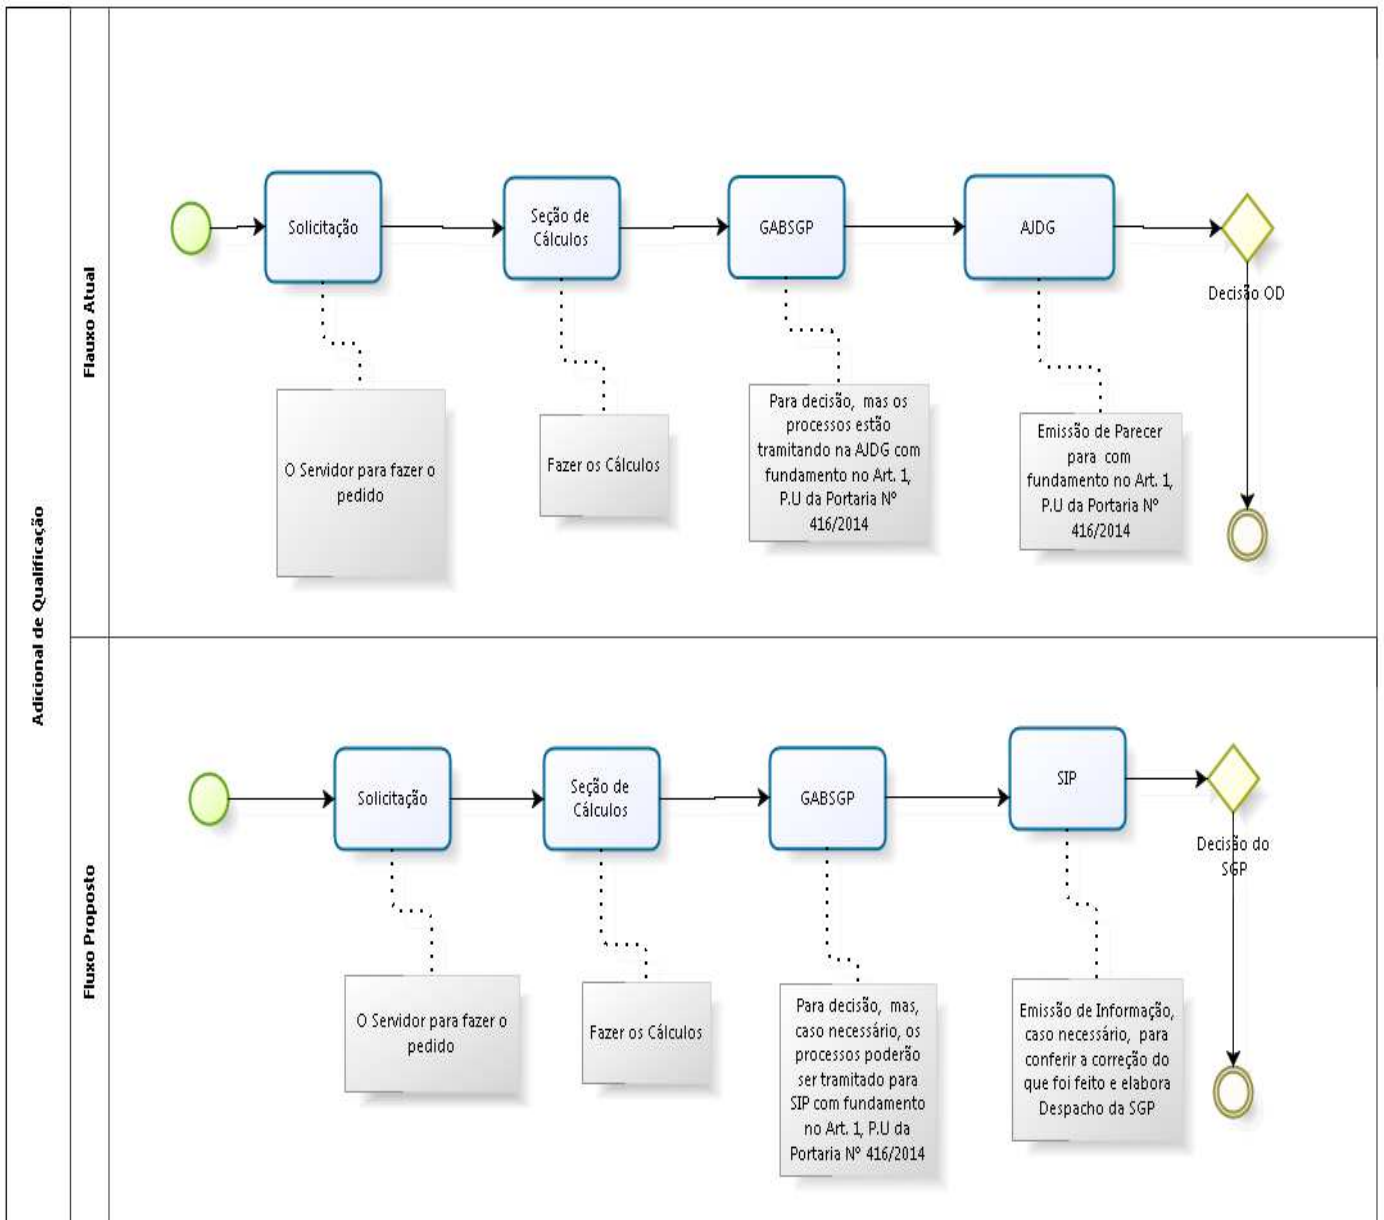 Adicional de Qualificação
Flauxo Atual
Solicitação
Seção de
Cálculos
GABSGP
AJDG
Decisão OD
O Servidor para fazer o
pedido
Fazer os Cálculos
Para decisão, mas os
processos estão
tramitando na AJDG com
fundamento no Art. 1,
P.U da Portaria Nº
416/2014
Emissão de Parecer
para com
fundamento no Art. 1,
P.U da Portaria Nº
416/2014
Fluxo Proposto
Solicitação
Seção de
Cálculos
GABSGP
SIP
Decisão do
SGP
O Servidor para fazer o
pedido
Fazer os Cálculos
Para decisão, mas,
caso necessário, os
processos poderão
ser tramitado para
SIP com fundamento
no Art. 1, P.U da
Portaria Nº 416/2014
Emissão de Informação,
caso necessário, para
conferir a correção do
que foi feito e elabora
Despacho da SGP